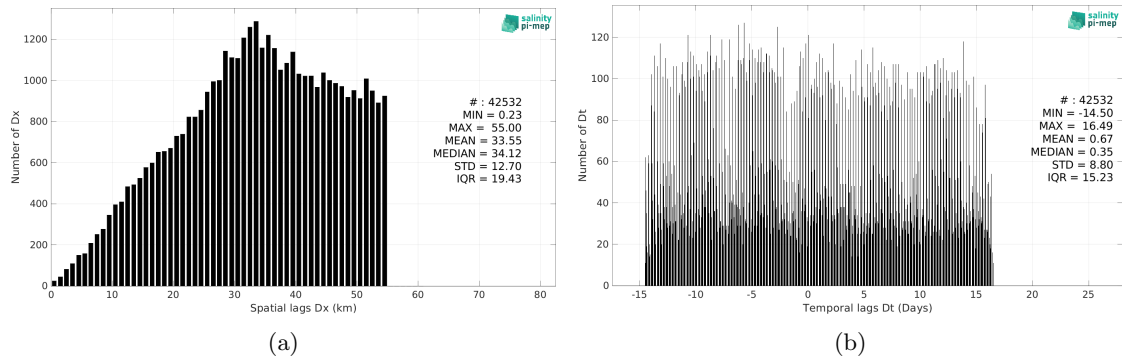 salinity
pi-mep
1200
1000
800
600
400
200
0
Number of Dx
# : 42532
MIN = 0.23
MAX = 55.00
MEAN = 33.55
MEDIAN = 34.12
STD = 12.70
IQR = 19.43
0 10 20 30 40 50 60 70 80
Spatial lags Dx (km)
(a)
salinity
pi-mep
120
100
80
60
40
20
0
Number of Dt
# : 42532
MIN = -14.50
MAX = 16.49
MEAN = 0.67
MEDIAN = 0.35
STD = 8.80
IQR = 15.23
-15 -10 -5 0 5 10 15 20 25
Temporal lags Dt (Days)
(b)